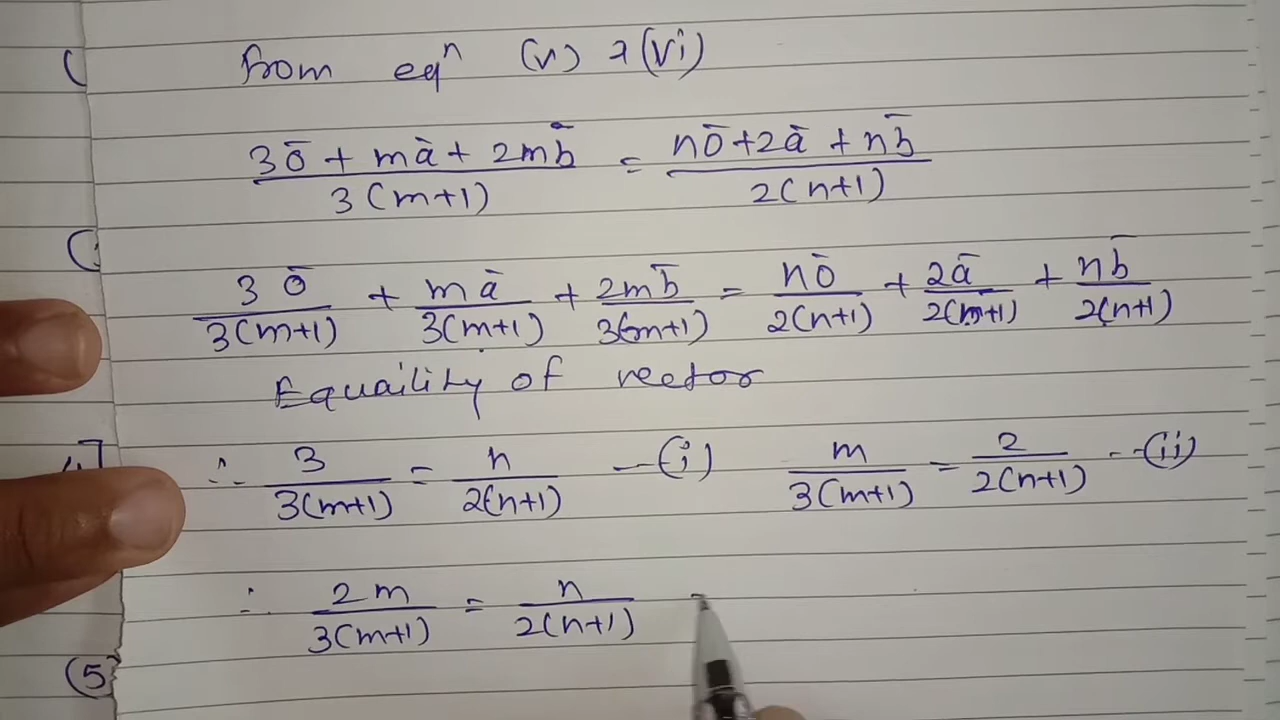 from eqⁿ (v) & (vi)
(3ō + mā + 2mb̄)/3(m+1) = (nō + 2ā + nb̄)/2(n+1)
3ō/3(m+1) + mā/3(m+1) + 2mb̄/3(m+1) = nō/2(n+1) + 2ā/2(n+1) + nb̄/2(n+1)
Equaility of vector
∴ 3/3(m+1) = n/2(n+1) —(i) m/3(m+1) = 2/2(n+1) --(ii)
∴ 2m/3(m+1) = n/2(n+1) -
(5)